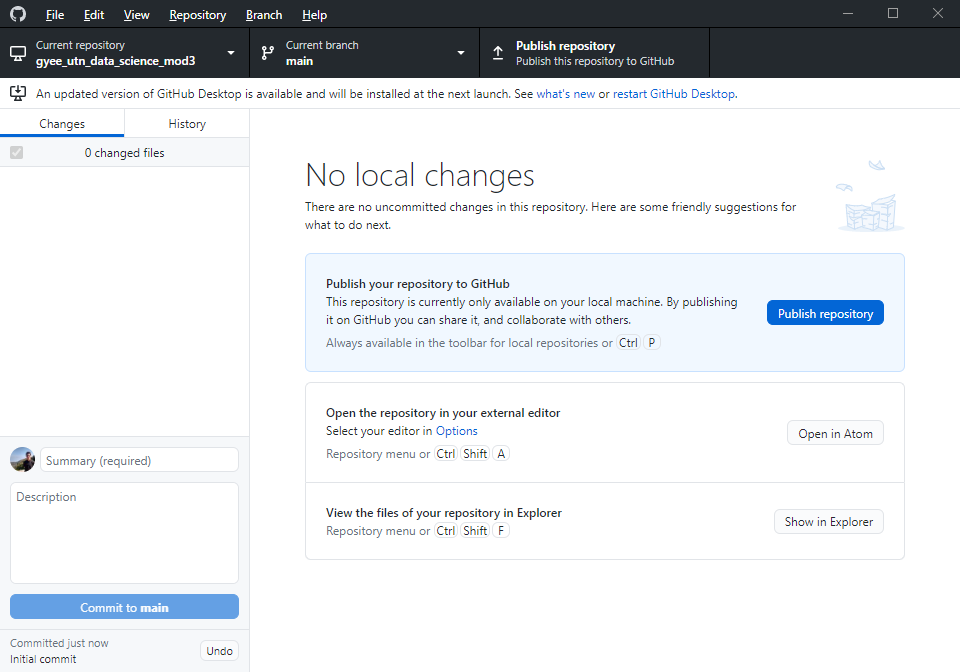 File Edit View Repository Branch Help
Current repository
gyee_utn_data_science_mod3
Current branch
main
Publish repository
Publish this repository to GitHub
An updated version of GitHub Desktop is available and will be installed at the next launch. See what's new or restart GitHub Desktop.
Changes
History
0 changed files
No local changes
There are no uncommitted changes in this repository. Here are some friendly suggestions for
what to do next.
Publish your repository to GitHub
This repository is currently only available on your local machine. By publishing
it on GitHub you can share it, and collaborate with others.
Always available in the toolbar for local repositories or Ctrl P
Publish repository
Open the repository in your external editor
Select your editor in Options
Repository menu or Ctrl Shift A
Open in Atom
View the files of your repository in Explorer
Repository menu or Ctrl Shift F
Show in Explorer
Summary (required)
Description
Commit to main
Committed just now
Initial commit
Undo